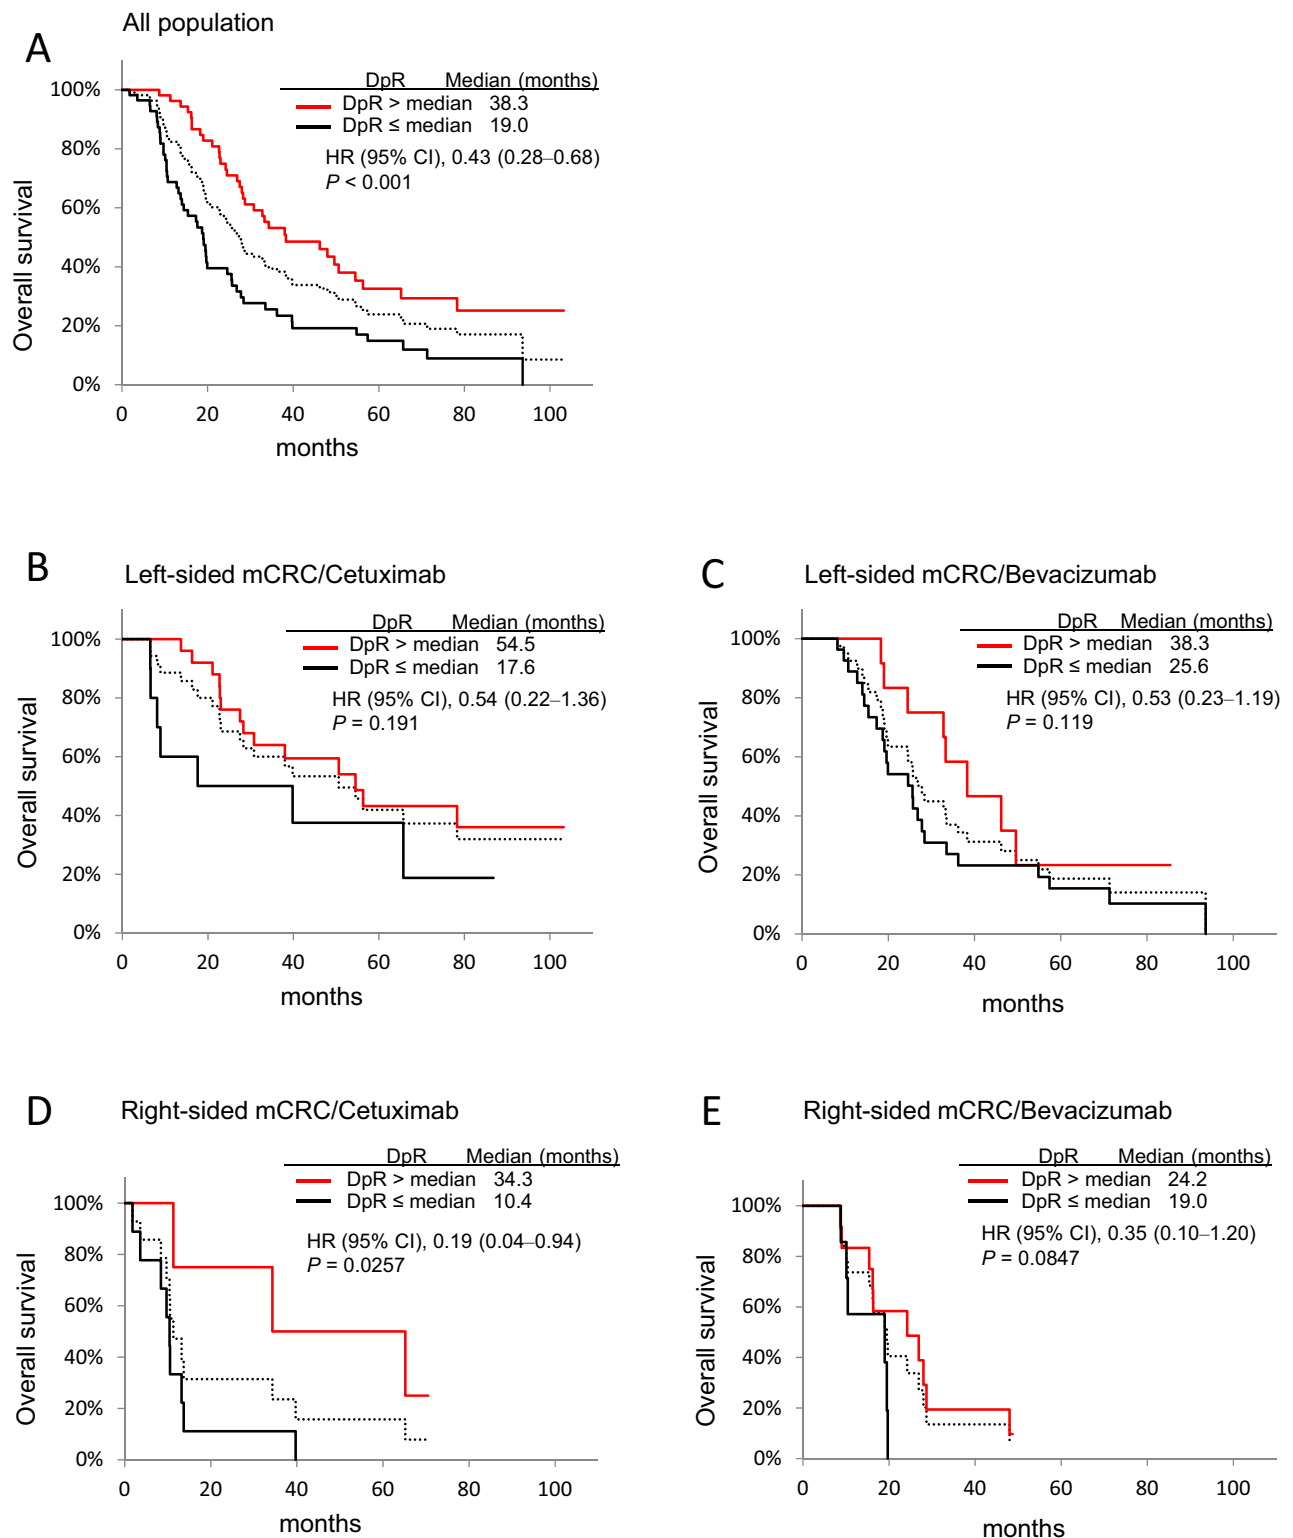 All population
A
DpR Median (months)
DpR > median 38.3
DpR ≤ median 19.0
HR (95% CI), 0.43 (0.28–0.68)
P < 0.001
Overall survival
100%
80%
60%
40%
20%
0%
0 20 40 60 80 100
months
B
Left-sided mCRC/Cetuximab
DpR Median (months)
DpR > median 54.5
DpR ≤ median 17.6
HR (95% CI), 0.54 (0.22–1.36)
P = 0.191
Overall survival
100%
80%
60%
40%
20%
0%
0 20 40 60 80 100
months
C
Left-sided mCRC/Bevacizumab
DpR Median (months)
DpR > median 38.3
DpR ≤ median 25.6
HR (95% CI), 0.53 (0.23–1.19)
P = 0.119
Overall survival
100%
80%
60%
40%
20%
0%
0 20 40 60 80 100
months
D
Right-sided mCRC/Cetuximab
DpR Median (months)
DpR > median 34.3
DpR ≤ median 10.4
HR (95% CI), 0.19 (0.04–0.94)
P = 0.0257
Overall survival
100%
80%
60%
40%
20%
0%
0 20 40 60 80 100
months
E
Right-sided mCRC/Bevacizumab
DpR Median (months)
DpR > median 24.2
DpR ≤ median 19.0
HR (95% CI), 0.35 (0.10–1.20)
P = 0.0847
Overall survival
100%
80%
60%
40%
20%
0%
0 20 40 60 80 100
months